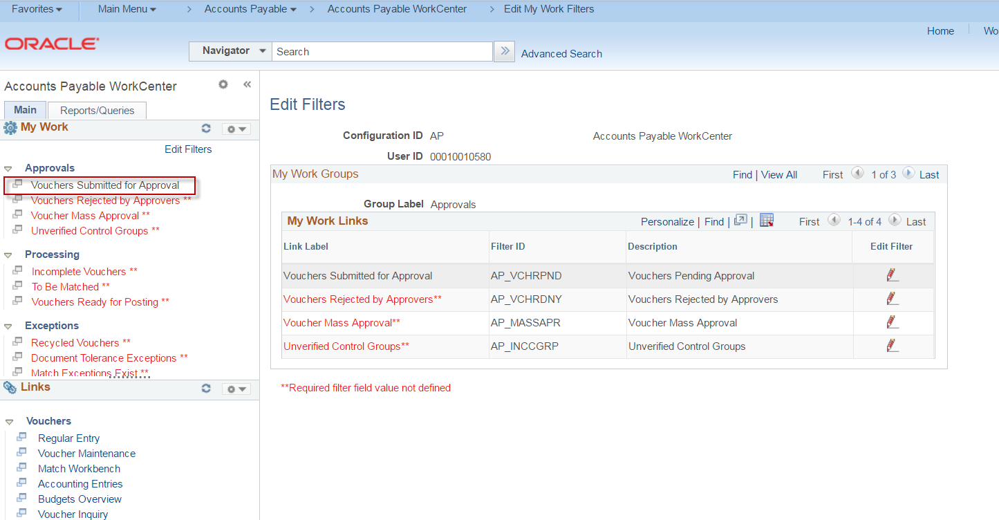 Favorites Main Menu > Accounts Payable > Accounts Payable WorkCenter > Edit My Work Filters
Home
ORACLE
Navigator Search Advanced Search
Accounts Payable WorkCenter
Main Reports/Queries
My Work
Edit Filters
Approvals
Vouchers Submitted for Approval
Vouchers Rejected by Approvers **
Voucher Mass Approval **
Unverified Control Groups **
Processing
Incomplete Vouchers **
To Be Matched **
Vouchers Ready for Posting **
Exceptions
Recycled Vouchers **
Document Tolerance Exceptions **
Match Exceptions Exist **
Links
Vouchers
Regular Entry
Voucher Maintenance
Match Workbench
Accounting Entries
Budgets Overview
Voucher Inquiry
Edit Filters
Configuration ID AP Accounts Payable WorkCenter
User ID 00010010580
My Work Groups Find | View All First 1 of 3 Last
Group Label Approvals
My Work Links Personalize | Find | | First 1-4 of 4 Last
Link Label Filter ID Description Edit Filter
Vouchers Submitted for Approval AP_VCHRPND Vouchers Pending Approval
Vouchers Rejected by Approvers** AP_VCHRDNY Vouchers Rejected by Approvers
Voucher Mass Approval** AP_MASSAPR Voucher Mass Approval
Unverified Control Groups** AP_INCCGRP Unverified Control Groups
**Required filter field value not defined